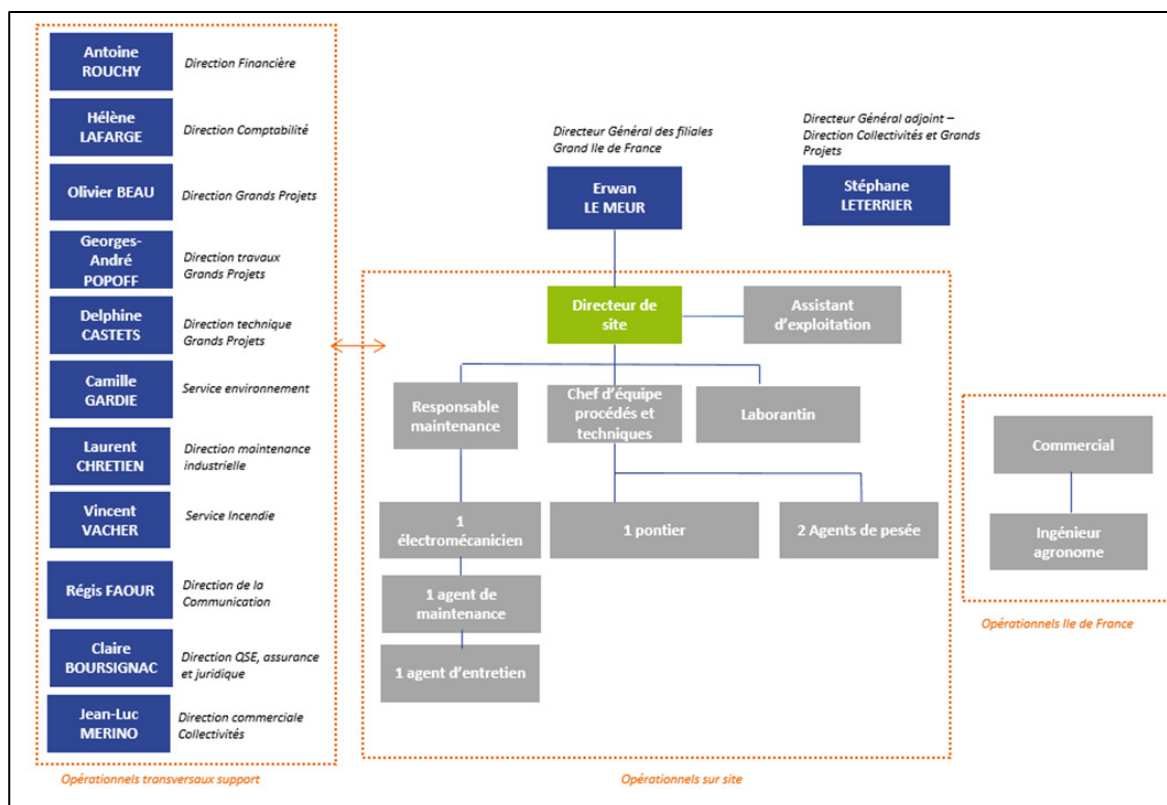 Antoine
ROUCHY
Direction Financière
Hélène
LAFARGE
Direction Comptabilité
Olivier BEAU
Direction Grands Projets
Georges-
André
POPOFF
Direction travaux
Grands Projets
Delphine
CASTETS
Direction technique
Grands Projets
Camille
GARDIE
Service environnement
Laurent
CHRETIEN
Direction maintenance
industrielle
Vincent
VACHER
Service Incendie
Régis FAOUR
Direction de la
Communication
Claire
BOURSIGNAC
Direction QSE, assurance
et juridique
Jean-Luc
MERINO
Direction commerciale
Collectivités
Opérationnels transversaux support
Directeur Général des filiales
Grand Ile de France
Erwan
LE MEUR
Directeur Général adjoint –
Direction Collectivités et Grands
Projets
Stéphane
LETERRIER
Directeur de
site
Assistant
d'exploitation
Responsable
maintenance
Chef d'équipe
procédés et
techniques
Laborantin
1
électromécanicien
1 pontier
2 Agents de pesée
1 agent de
maintenance
1 agent d'entretien
Opérationnels sur site
Commercial
Ingénieur
agronome
Opérationnels Ile de France